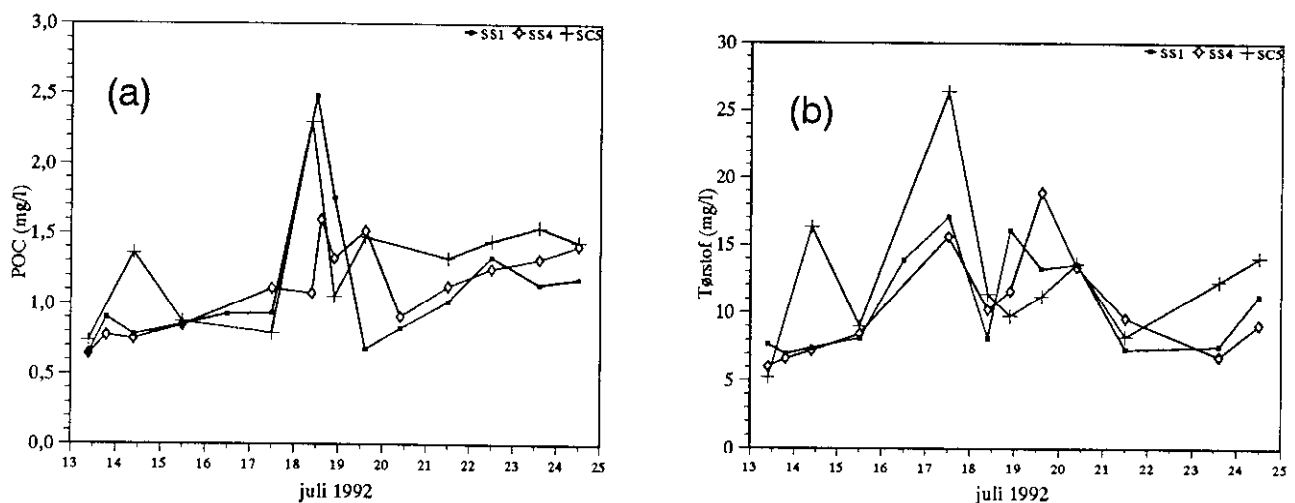 3,0
2,5
2,0
1,5
1,0
0,5
0,0
POC (mg/l)
(a)
SS1 SS4 SC5
13 14 15 16 17 18 19 20 21 22 23 24 25
juli 1992
30
25
20
15
10
5
0
Tørstof (mg/l)
(b)
SS1 SS4 SC5
13 14 15 16 17 18 19 20 21 22 23 24 25
juli 1992